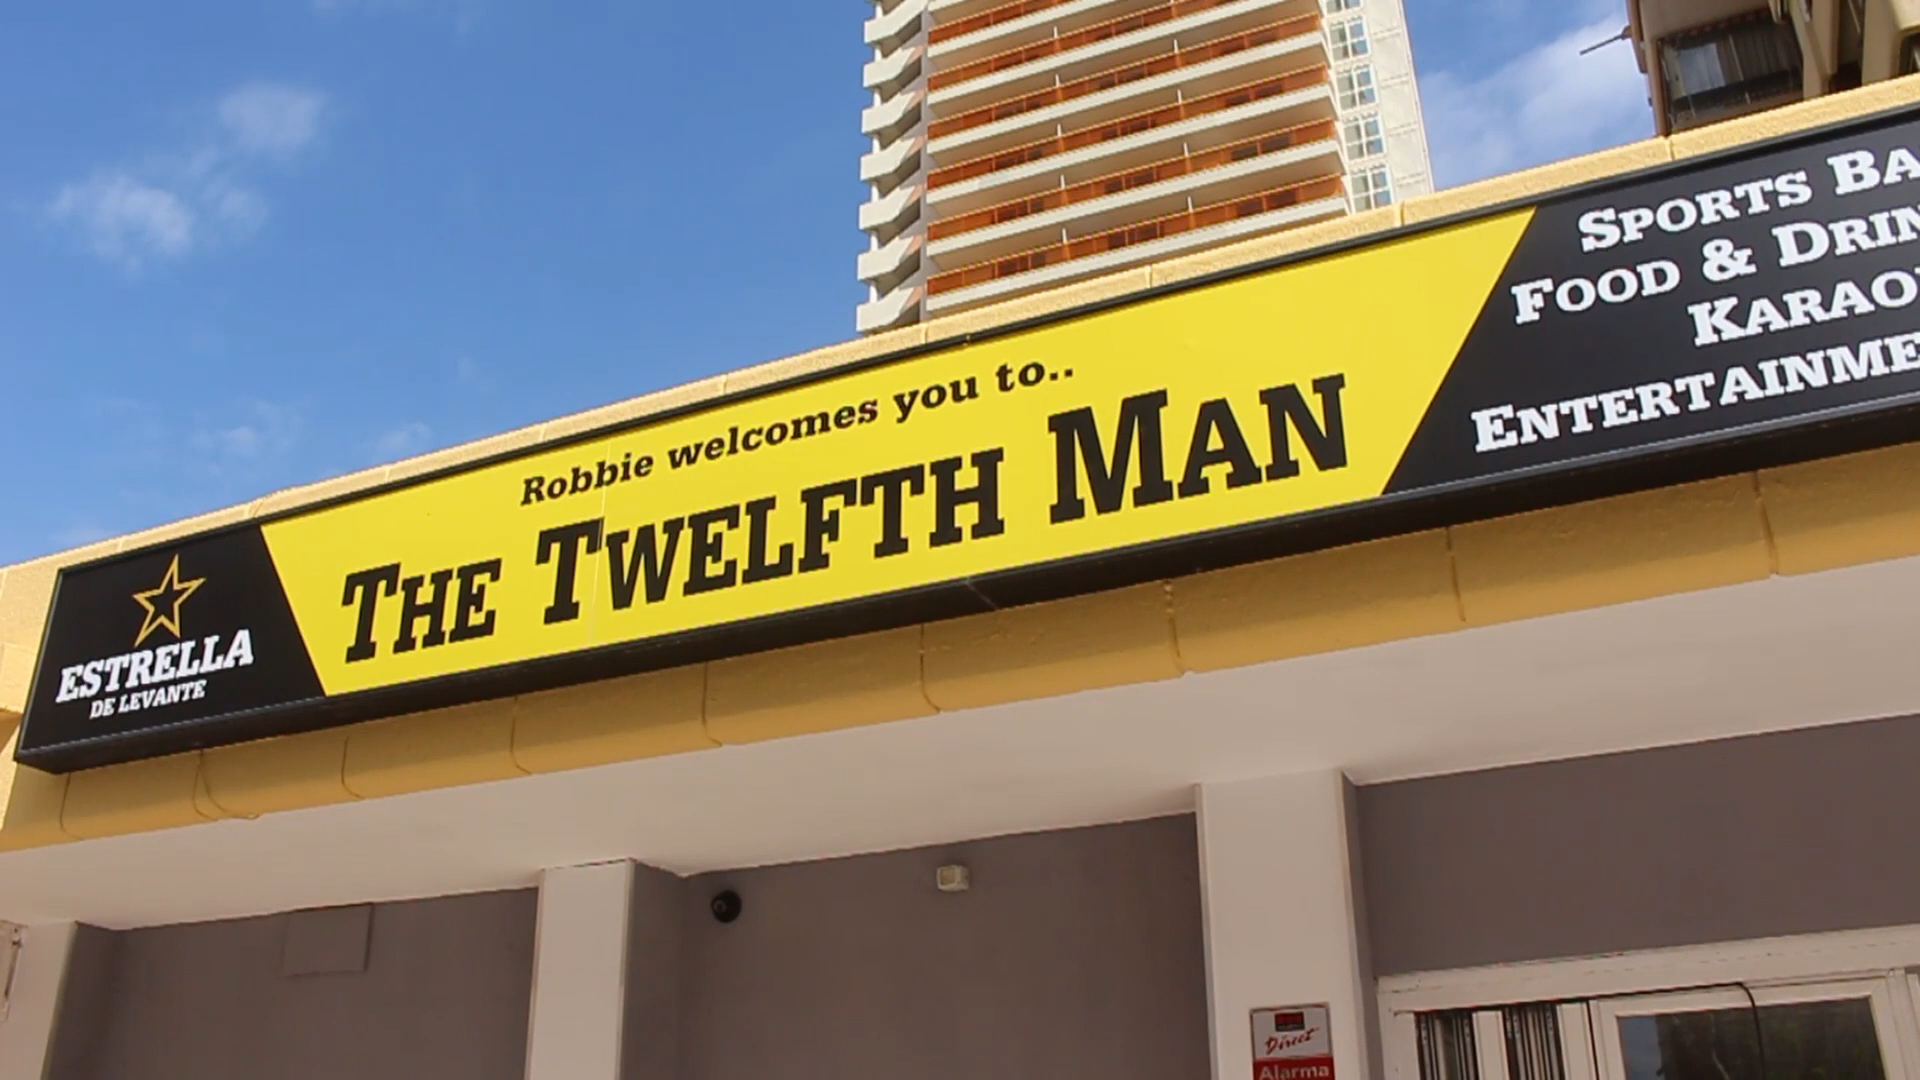 Robbie welcomes you to..
THE TWELFTH MAN
ESTRELLA
DE LEVANTE
SPORTS BA
FOOD & DRIN
KARAO
ENTERTAINME
Direct
Alarma